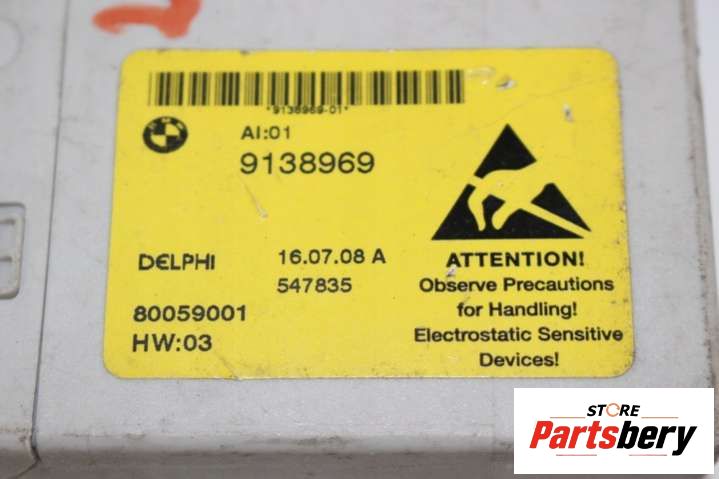 *9138969-01*
AI:01
9138969
DELPHI
16.07.08 A
547835
80059001
HW:03
ATTENTION!
Observe Precautions
for Handling!
Electrostatic Sensitive
Devices!
STORE
Partsbery